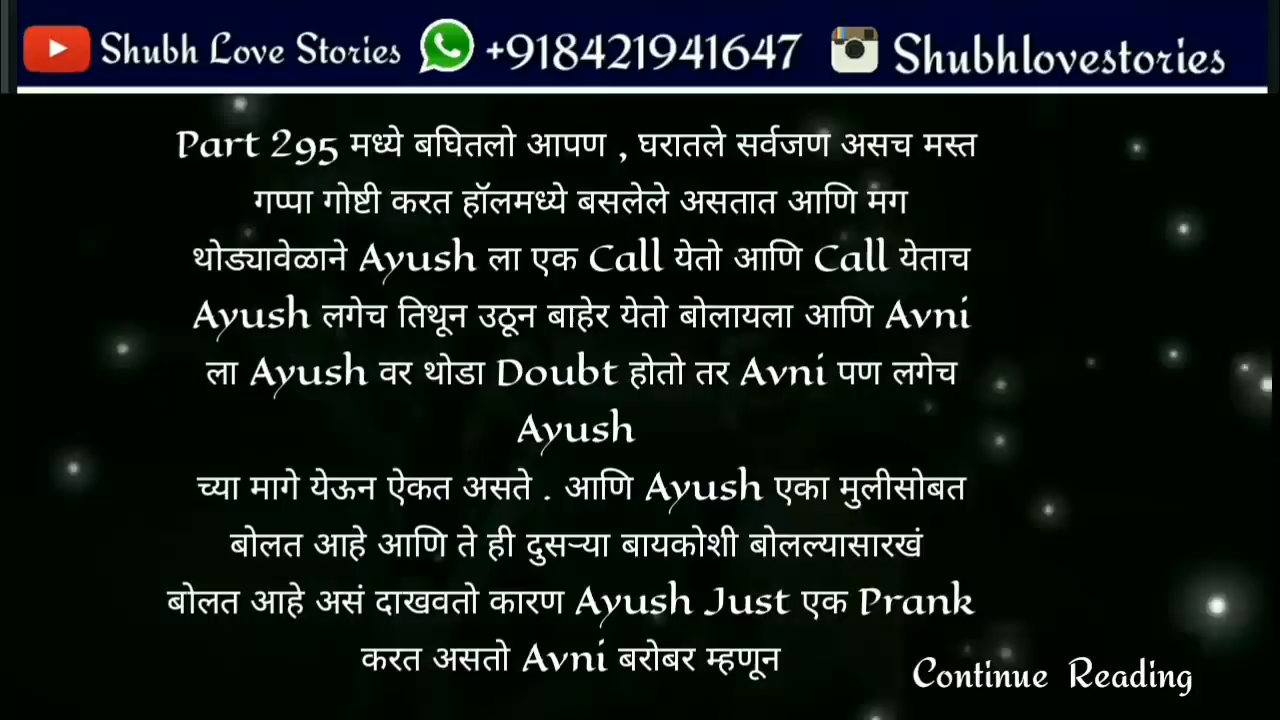 Shubh Love Stories +918421941647 Shubhlovestories
Part 295 मध्ये बघितलो आपण , घरातले सर्वजण असच मस्त
गप्पा गोष्टी करत हॉलमध्ये बसलेले असतात आणि मग
थोड्यावेळाने Ayush ला एक Call येतो आणि Call येताच
Ayush लगेच तिथून उठून बाहेर येतो बोलायला आणि Avni
ला Ayush वर थोडा Doubt होतो तर Avni पण लगेच
Ayush
च्या मागे येऊन ऐकत असते . आणि Ayush एका मुलीसोबत
बोलत आहे आणि ते ही दुसऱ्या बायकोशी बोलल्यासारखं
बोलत आहे असं दाखवतो कारण Ayush Just एक Prank
करत असतो Avni बरोबर म्हणून
Continue Reading